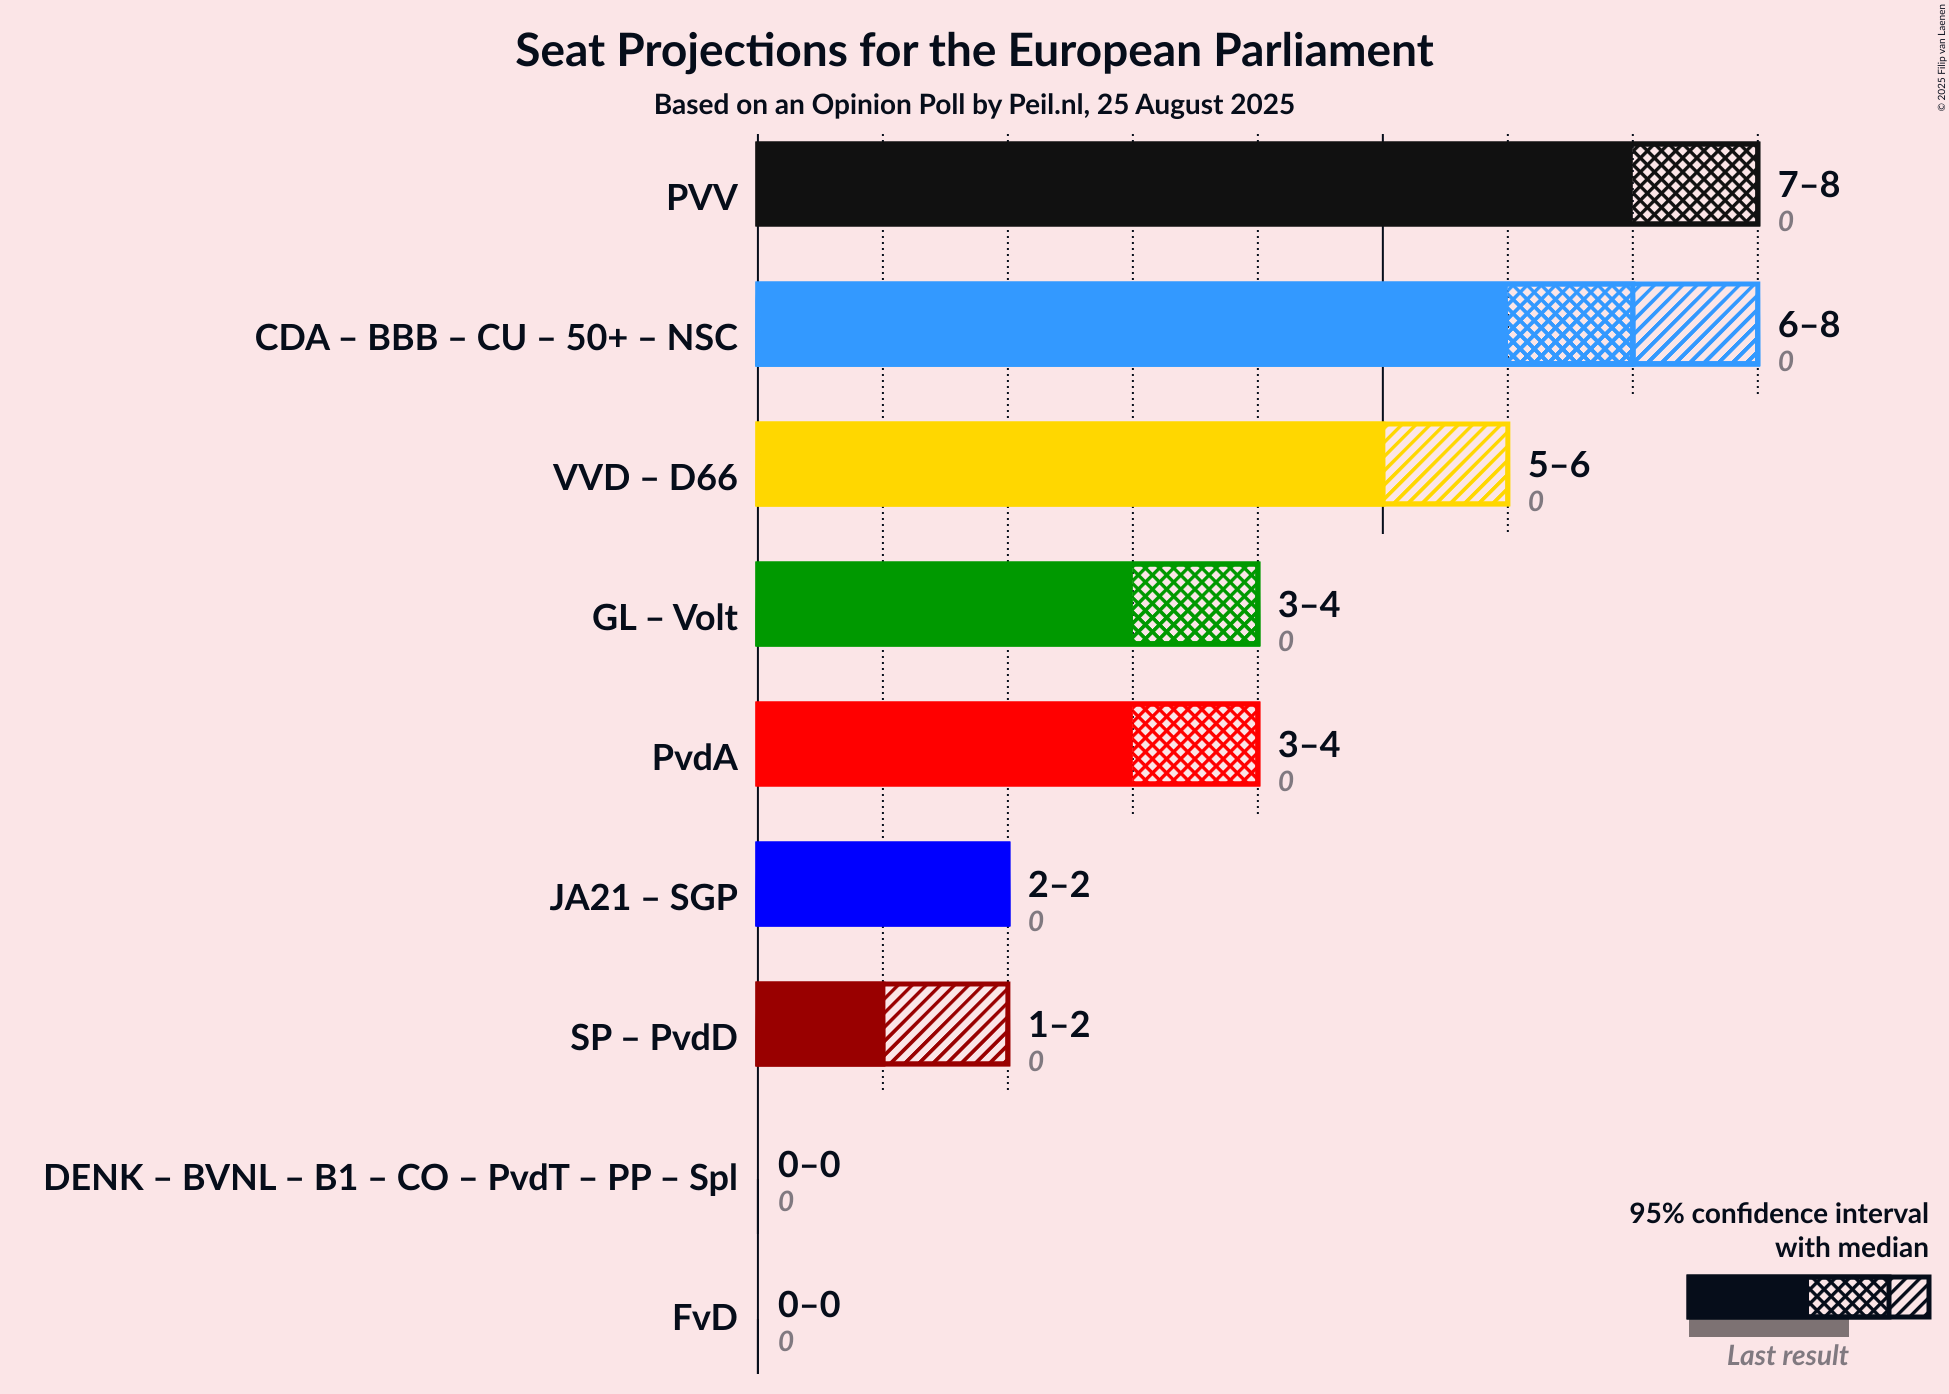 Seat Projections for the European Parliament
Based on an Opinion Poll by Peil.nl, 25 August 2025
© 2025 Filip van Laenen
PVV
7–8
0
CDA – BBB – CU – 50+ – NSC
6–8
0
VVD – D66
5–6
0
GL – Volt
3–4
0
PvdA
3–4
0
JA21 – SGP
2–2
0
SP – PvdD
1–2
0
DENK – BVNL – B1 – CO – PvdT – PP – Spl
0–0
0
FvD
0–0
0
95% confidence interval
with median
Last result